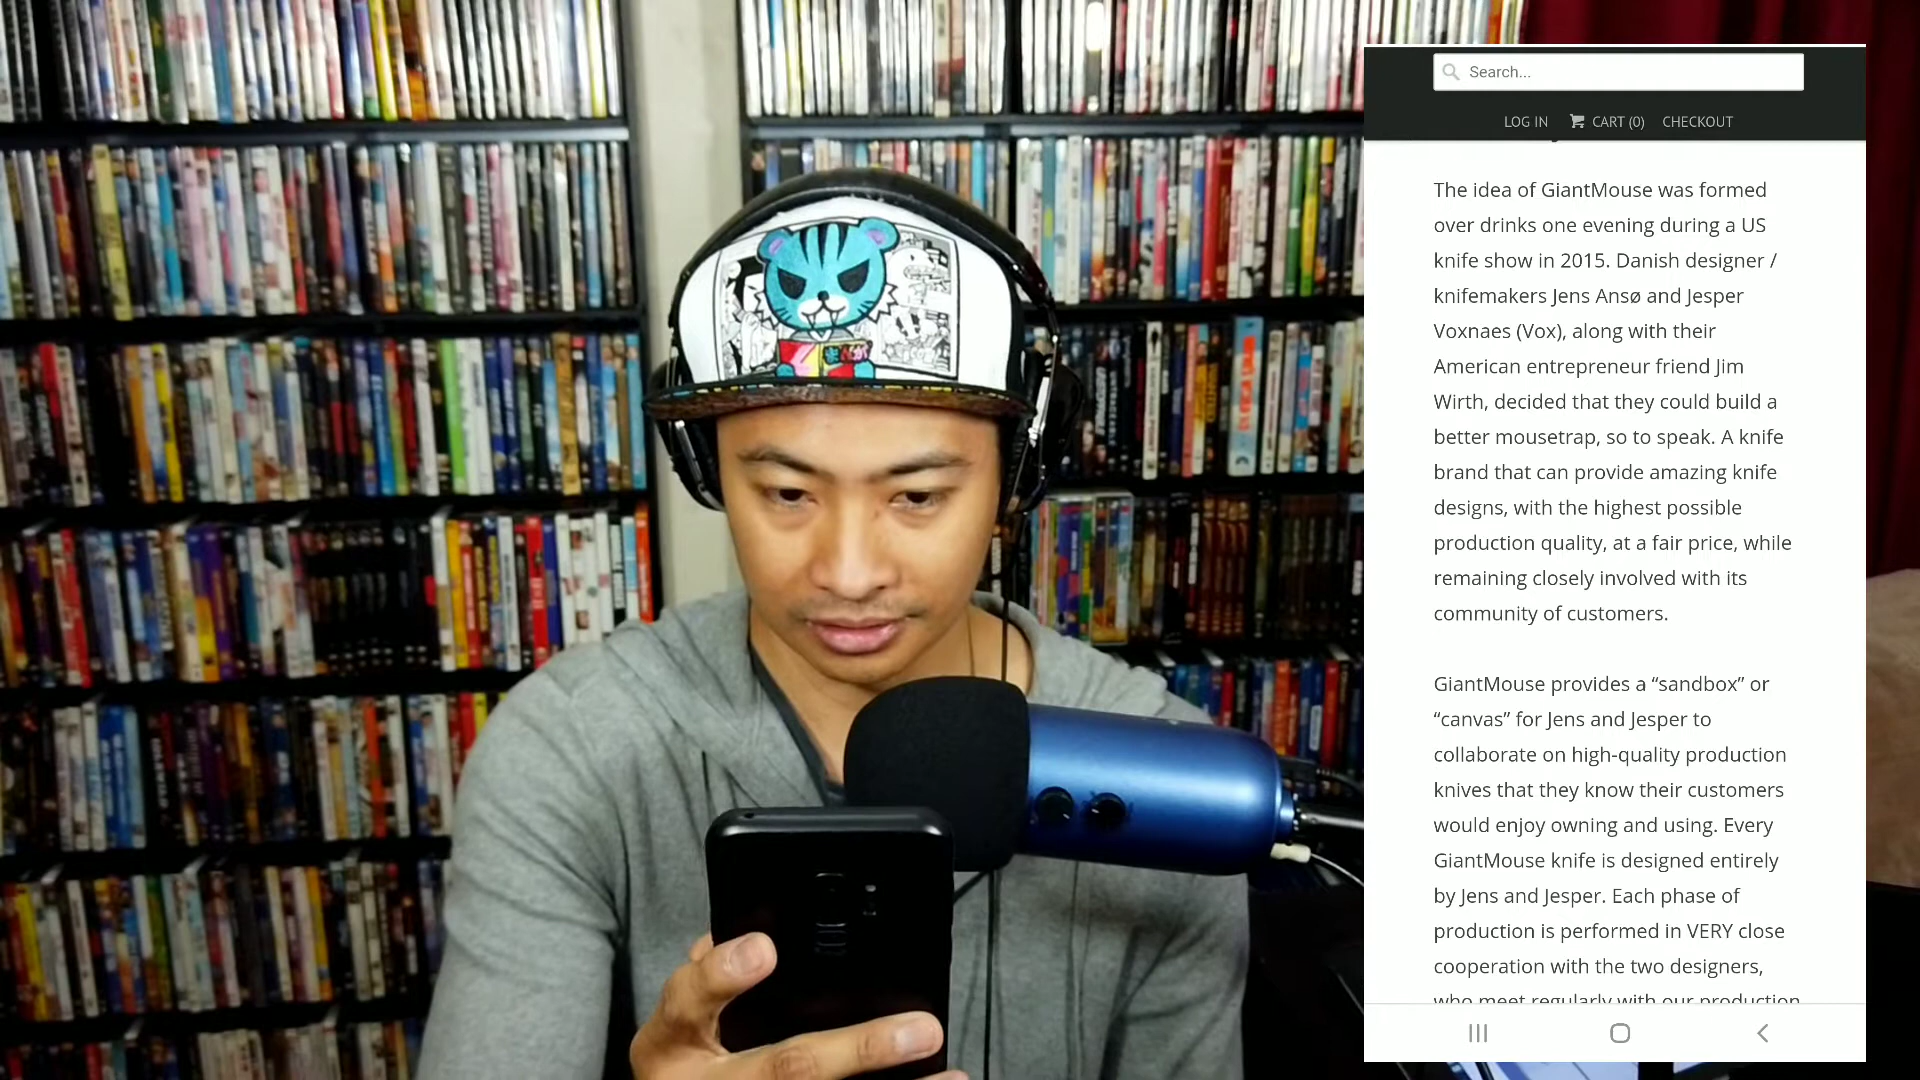 Search...
LOG IN CART (0) CHECKOUT
The idea of GiantMouse was formed
over drinks one evening during a US
knife show in 2015. Danish designer /
knifemakers Jens Ansø and Jesper
Voxnaes (Vox), along with their
American entrepreneur friend Jim
Wirth, decided that they could build a
better mousetrap, so to speak. A knife
brand that can provide amazing knife
designs, with the highest possible
production quality, at a fair price, while
remaining closely involved with its
community of customers.
GiantMouse provides a “sandbox” or
“canvas” for Jens and Jesper to
collaborate on high-quality production
knives that they know their customers
would enjoy owning and using. Every
GiantMouse knife is designed entirely
by Jens and Jesper. Each phase of
production is performed in VERY close
cooperation with the two designers,
who meet regularly with our production